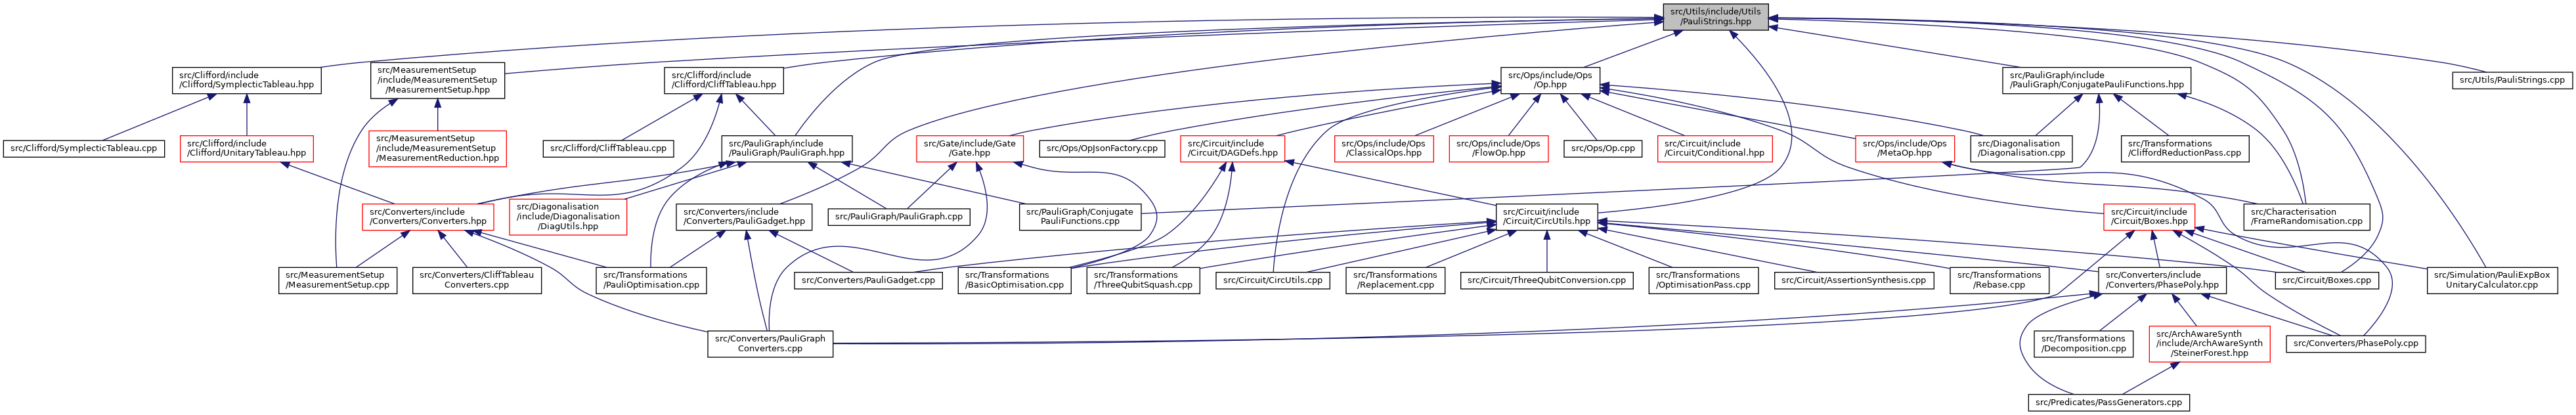 src/Utils/include/Utils
/PauliStrings.hpp
src/Clifford/include
/Clifford/SymplecticTableau.hpp
src/MeasurementSetup
/include/MeasurementSetup
/MeasurementSetup.hpp
src/Clifford/include
/Clifford/CliffTableau.hpp
src/Ops/include/Ops
/Op.hpp
src/PauliGraph/include
/PauliGraph/ConjugatePauliFunctions.hpp
src/Utils/PauliStrings.cpp
src/Clifford/SymplecticTableau.cpp
src/Clifford/include
/Clifford/UnitaryTableau.hpp
src/MeasurementSetup
/include/MeasurementSetup
/MeasurementReduction.hpp
src/Clifford/CliffTableau.cpp
src/PauliGraph/include
/PauliGraph/PauliGraph.hpp
src/Gate/include/Gate
/Gate.hpp
src/Ops/OpJsonFactory.cpp
src/Circuit/include
/Circuit/DAGDefs.hpp
src/Ops/include/Ops
/ClassicalOps.hpp
src/Ops/include/Ops
/FlowOp.hpp
src/Ops/Op.cpp
src/Circuit/include
/Circuit/Conditional.hpp
src/Ops/include/Ops
/MetaOp.hpp
src/Diagonalisation
/Diagonalisation.cpp
src/Transformations
/CliffordReductionPass.cpp
src/Converters/include
/Converters/Converters.hpp
src/Diagonalisation
/include/Diagonalisation
/DiagUtils.hpp
src/Converters/include
/Converters/PauliGadget.hpp
src/PauliGraph/PauliGraph.cpp
src/PauliGraph/Conjugate
PauliFunctions.cpp
src/Circuit/include
/Circuit/CircUtils.hpp
src/Circuit/include
/Circuit/Boxes.hpp
src/Characterisation
/FrameRandomisation.cpp
src/MeasurementSetup
/MeasurementSetup.cpp
src/Converters/CliffTableau
Converters.cpp
src/Transformations
/PauliOptimisation.cpp
src/Converters/PauliGadget.cpp
src/Transformations
/BasicOptimisation.cpp
src/Transformations
/ThreeQubitSquash.cpp
src/Circuit/CircUtils.cpp
src/Transformations
/Replacement.cpp
src/Circuit/ThreeQubitConversion.cpp
src/Transformations
/OptimisationPass.cpp
src/Circuit/AssertionSynthesis.cpp
src/Transformations
/Rebase.cpp
src/Converters/include
/Converters/PhasePoly.hpp
src/Circuit/Boxes.cpp
src/Simulation/PauliExpBox
UnitaryCalculator.cpp
src/Converters/PauliGraph
Converters.cpp
src/Transformations
/Decomposition.cpp
src/ArchAwareSynth
/include/ArchAwareSynth
/SteinerForest.hpp
src/Converters/PhasePoly.cpp
src/Predicates/PassGenerators.cpp